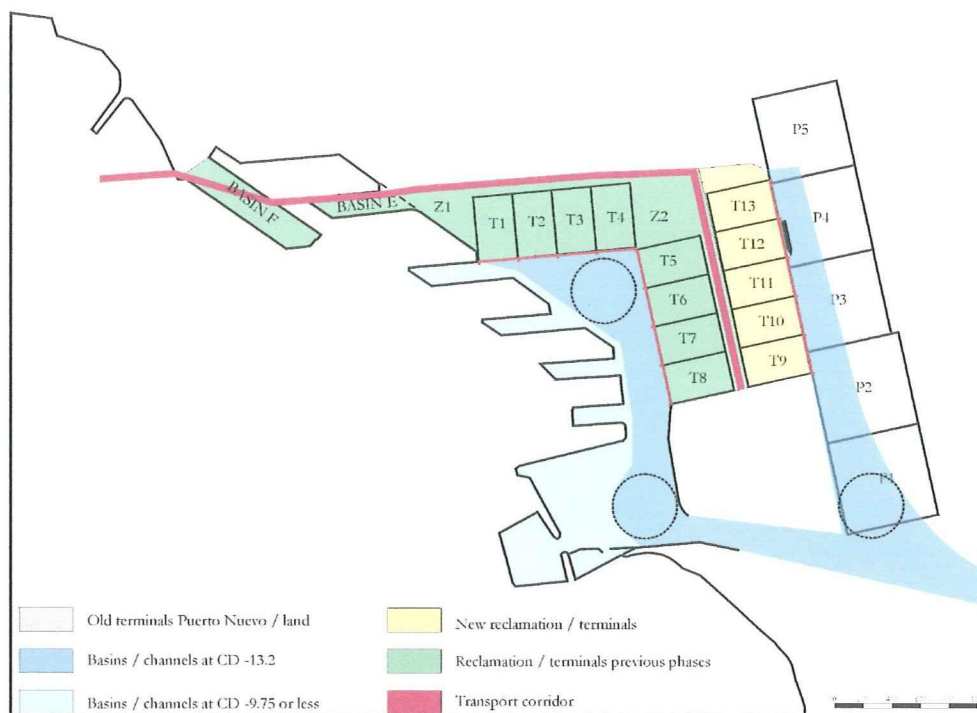 P5
BASIN F
BASIN E
Z1
T1
T2
T3
T4
Z2
T13
P4
T12
T5
T11
P3
T6
T10
T7
T9
T8
P2
P1
Old terminals Puerto Nuevo / land
New reclamation / terminals
Basins / channels at CD -13.2
Reclamation / terminals previous phases
Basins / channels at CD -9.75 or less
Transport corridor